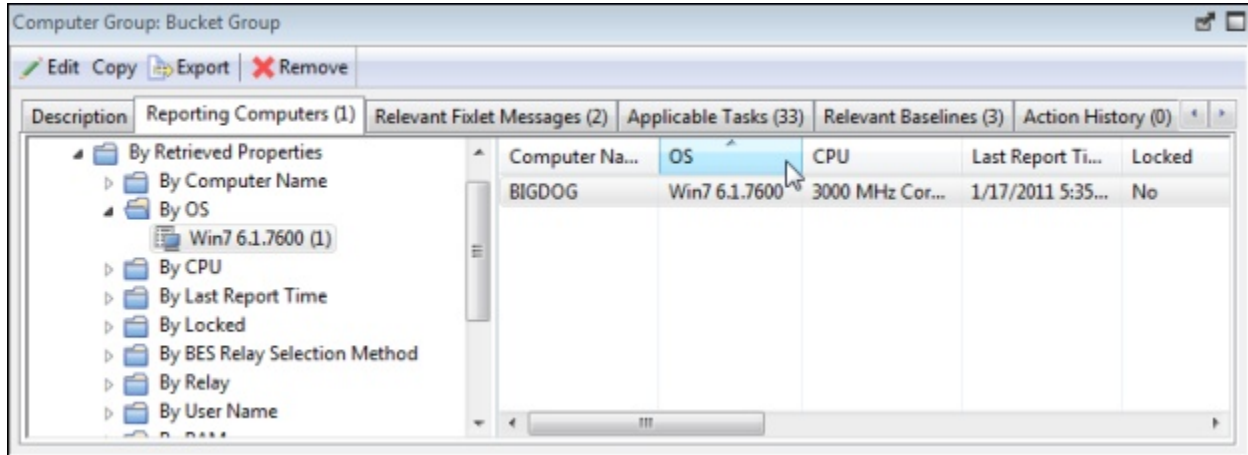 Computer Group: Bucket Group
Edit Copy Export Remove
Description Reporting Computers (1) Relevant Fixlet Messages (2) Applicable Tasks (33) Relevant Baselines (3) Action History (0)
By Retrieved Properties
By Computer Name
By OS
Win7 6.1.7600 (1)
By CPU
By Last Report Time
By Locked
By BES Relay Selection Method
By Relay
By User Name
Computer Na... OS CPU Last Report Ti... Locked
BIGDOG Win7 6.1.7600 3000 MHz Cor... 1/17/2011 5:35... No